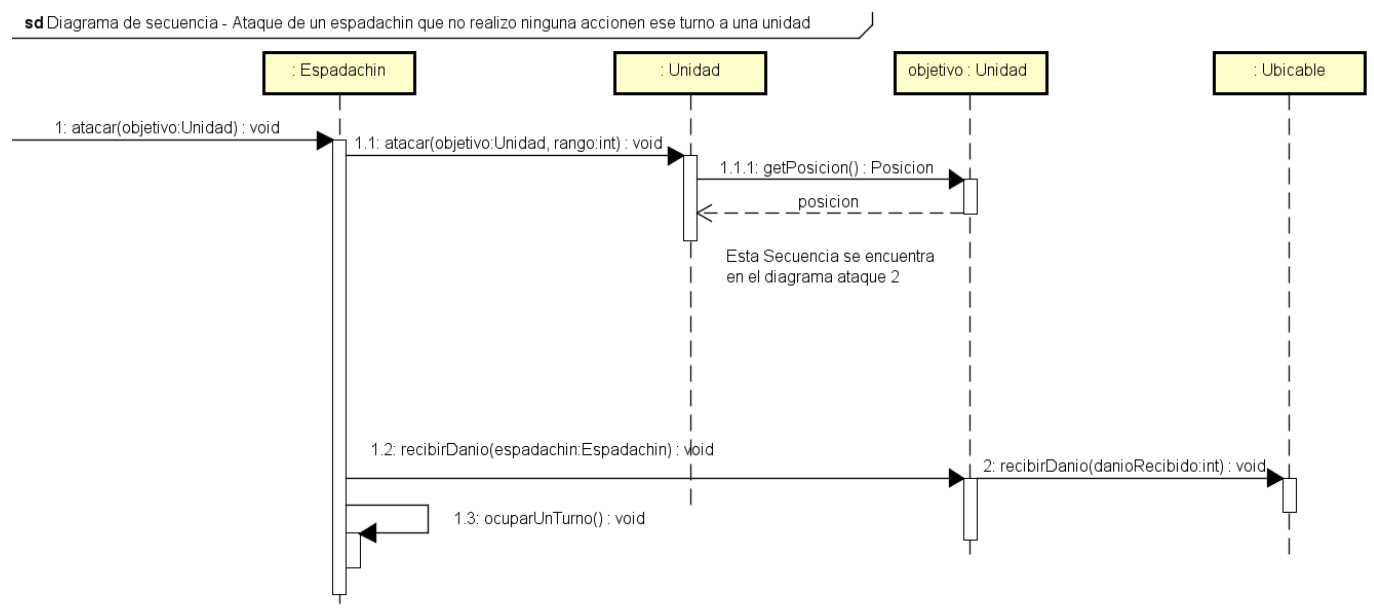 sd Diagrama de secuencia - Ataque de un espadachin que no realizo ninguna accionen ese turno a una unidad
: Espadachin
: Unidad
objetivo : Unidad
: Ubicable
1: atacar(objetivo:Unidad) : void
1.1: atacar(objetivo:Unidad, rango:int) : void
1.1.1: getPosicion() : Posicion
posicion
Esta Secuencia se encuentra
en el diagrama ataque 2
1.2: recibirDanio(espadachin:Espadachin) : void
2: recibirDanio(danioRecibido:int) : void
1.3: ocuparUnTurno() : void